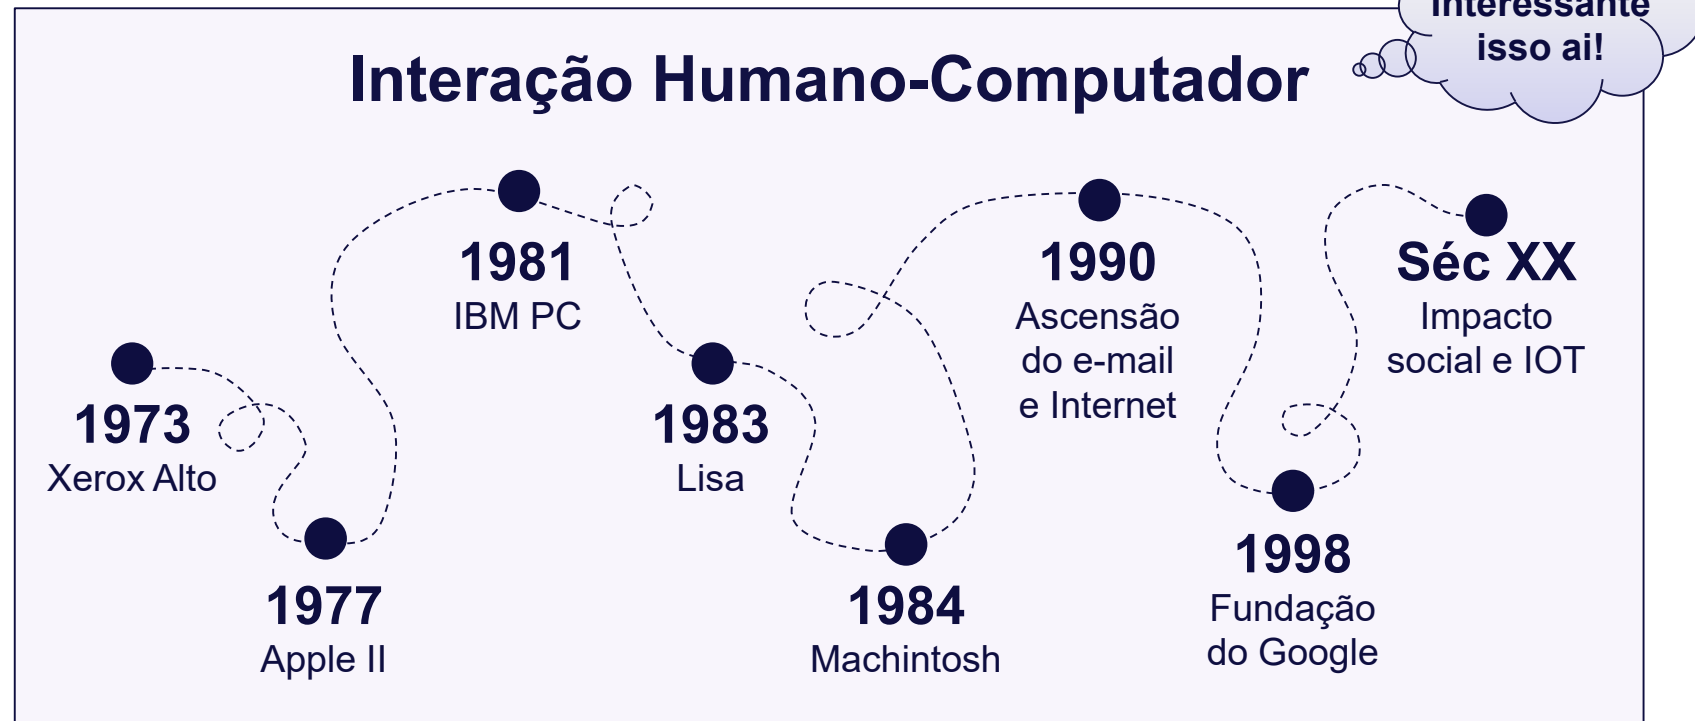 Interessante
isso ai!
Interação Humano-Computador
1973
Xerox Alto
1977
Apple II
1981
IBM PC
1983
Lisa
1984
Machintosh
1990
Ascensão
do e-mail
e Internet
1998
Fundação
do Google
Séc XX
Impacto
social e IOT